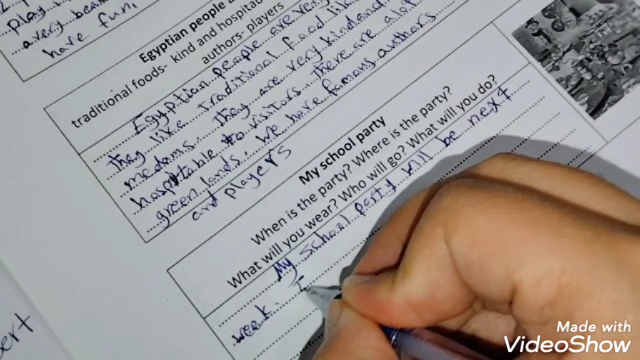 play
a very beau
have fun.
Egyptian people a
traditional foods- kind and hospitab
authors players
Egyptian people are very
they like traditional food like
medams. They are very kind and
hospitable to visitors. There are a lot
green lands. We have famous authors
and players
My school party
When is the party? Where is the party?
What will you wear? Who will go? What will you do?
My school party will be next
week. I
ert
Made with
VideoShow